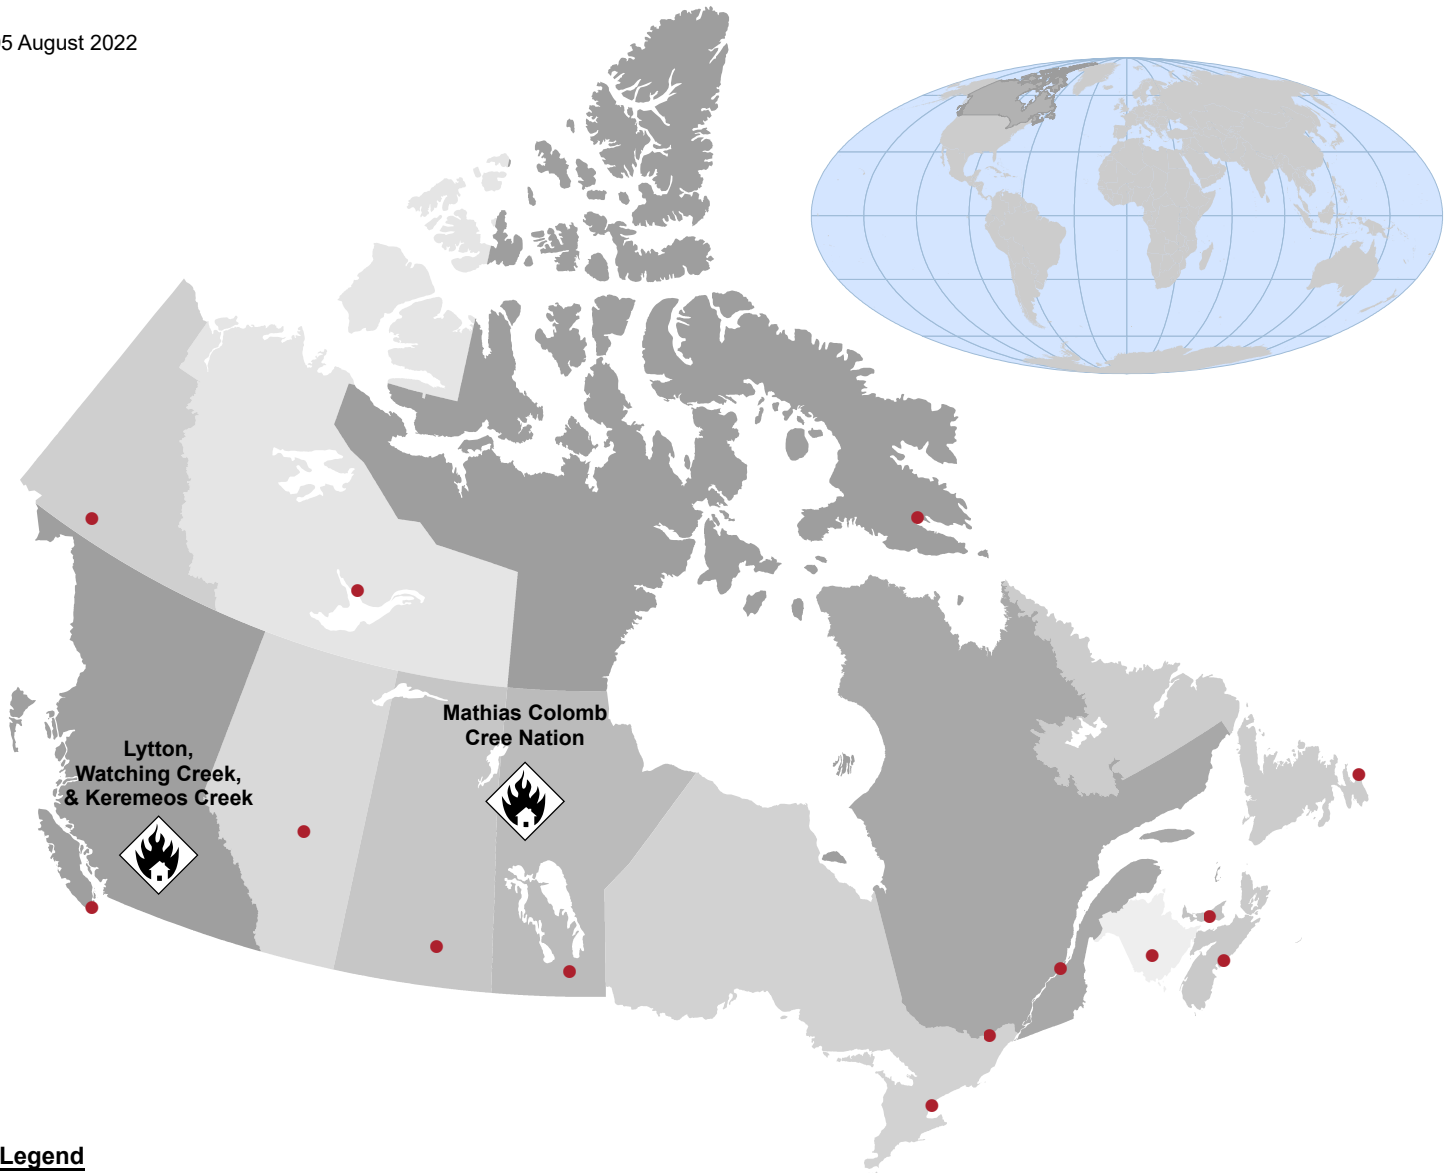 5 August 2022
Mathias Colomb
Cree Nation
Lytton,
Watching Creek,
& Keremeos Creek
Legend